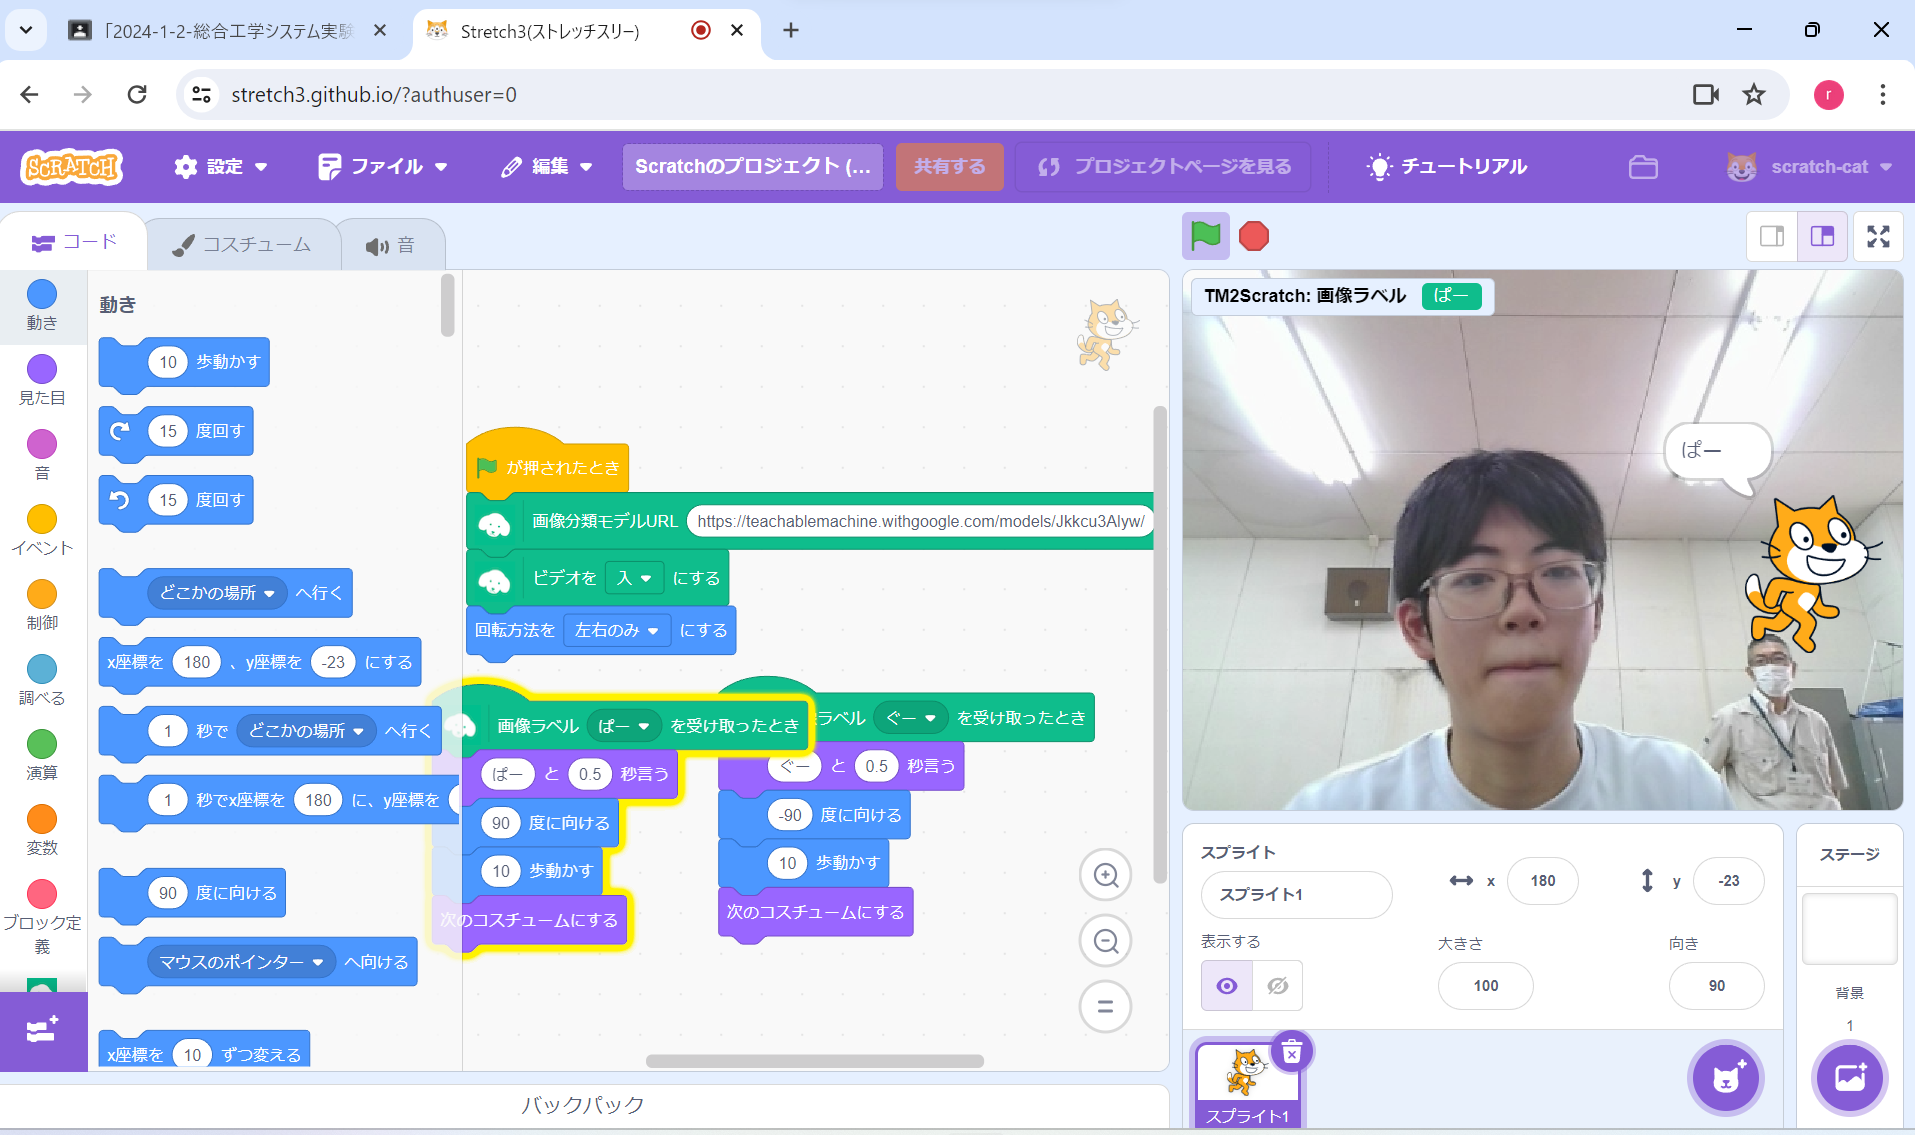 「2024-1-2-総合工学システム実験
Stretch3(ストレッチスリー)
stretch3.github.io/?authuser=0
r
SCRATCH
設定
ファイル
編集
Scratchのプロジェクト (...
共有する
プロジェクトページを見る
チュートリアル
scratch-cat
コード
コスチューム
音
動き
見た目
音
イベント
制御
調べる
演算
変数
ブロック定
義
動き
10 歩動かす
15 度回す
15 度回す
どこかの場所 へ行く
x座標を 180 、y座標を -23 にする
1 秒で どこかの場所 へ行く
1 秒でx座標を 180 に、y座標を
90 度に向ける
マウスのポインター へ向ける
x座標を 10 ずつ変える
が押されたとき
画像分類モデルURL https://teachablemachine.withgoogle.com/models/Jkkcu3Alyw/
ビデオを 入 にする
回転方法を 左右のみ にする
画像ラベル ぱー を受け取ったとき
ぱー と 0.5 秒言う
90 度に向ける
10 歩動かす
次のコスチュームにする
ラベル ぐー を受け取ったとき
ぐー と 0.5 秒言う
-90 度に向ける
10 歩動かす
次のコスチュームにする
バックパック
TM2Scratch: 画像ラベル ぱー
ぱー
スプライト
スプライト1
x 180
y -23
表示する
大きさ
100
向き
90
スプライト1
ステージ
背景
1